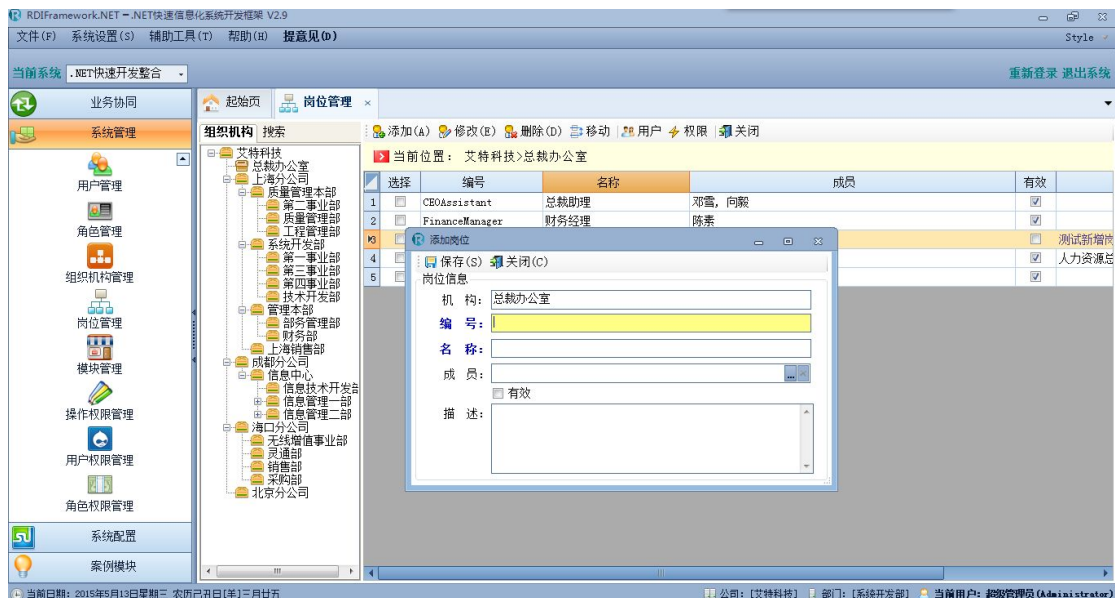 RDIFramework.NET - .NET快速信息化系统开发框架 V2.9
文件(F) 系统设置(S) 辅助工具(T) 帮助(H) 提意见(D) Style
当前系统 .NET快速开发整合 重新登录 退出系统
业务协同
系统管理
用户管理
角色管理
组织机构管理
岗位管理
模块管理
操作权限管理
用户权限管理
角色权限管理
系统配置
案例模块
起始页 岗位管理
组织机构 搜索
艾特科技
总裁办公室
上海分公司
质量管理本部
第二事业部
质量管理部
工程管理部
系统开发部
第一事业部
第三事业部
第四事业部
技术开发部
管理本部
部务管理部
财务部
上海销售部
成都分公司
信息中心
信息技术开发部
信息管理一部
信息管理二部
海口分公司
无线增值事业部
灵通部
销售部
采购部
北京分公司
添加(A) 修改(E) 删除(D) 移动 用户 权限 关闭
当前位置: 艾特科技>总裁办公室
选择 编号 名称 成员 有效
1 CEOAssistant 总裁助理 邓雪, 向毅
2 FinanceManager 财务经理 陈素
3 测试新增岗
4 人力资源总
5
添加岗位
保存(S) 关闭(C)
岗位信息
机 构: 总裁办公室
编 号:
名 称:
成 员: ...
有效
描 述:
当前日期: 2015年5月13日星期三 农历己丑日[羊]三月廿五 公司: [艾特科技] 部门: [系统开发部] 当前用户: 超级管理员(Administrator)